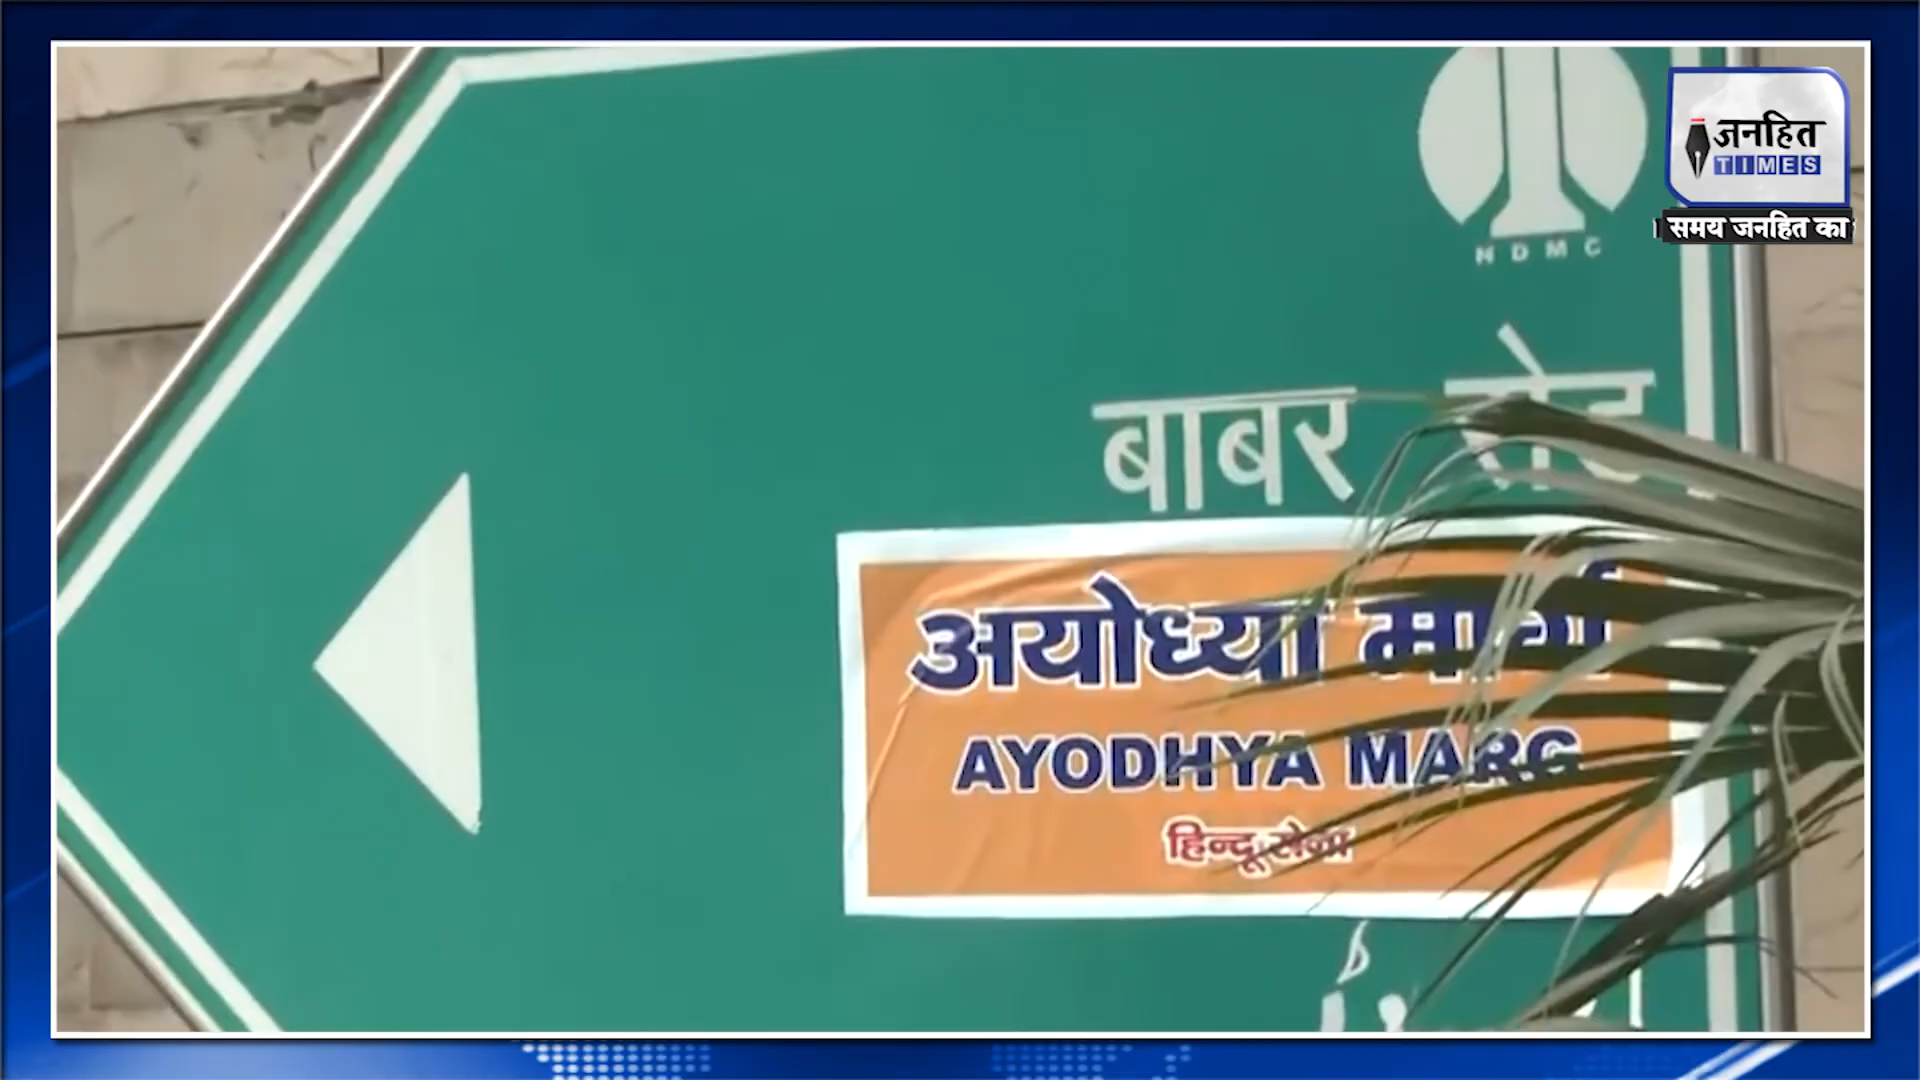 NDMC
जनहित
TIMES
समय जनहित का
बाबर रोड
अयोध्या मार्ग
AYODHYA MARG
हिन्दू सेना